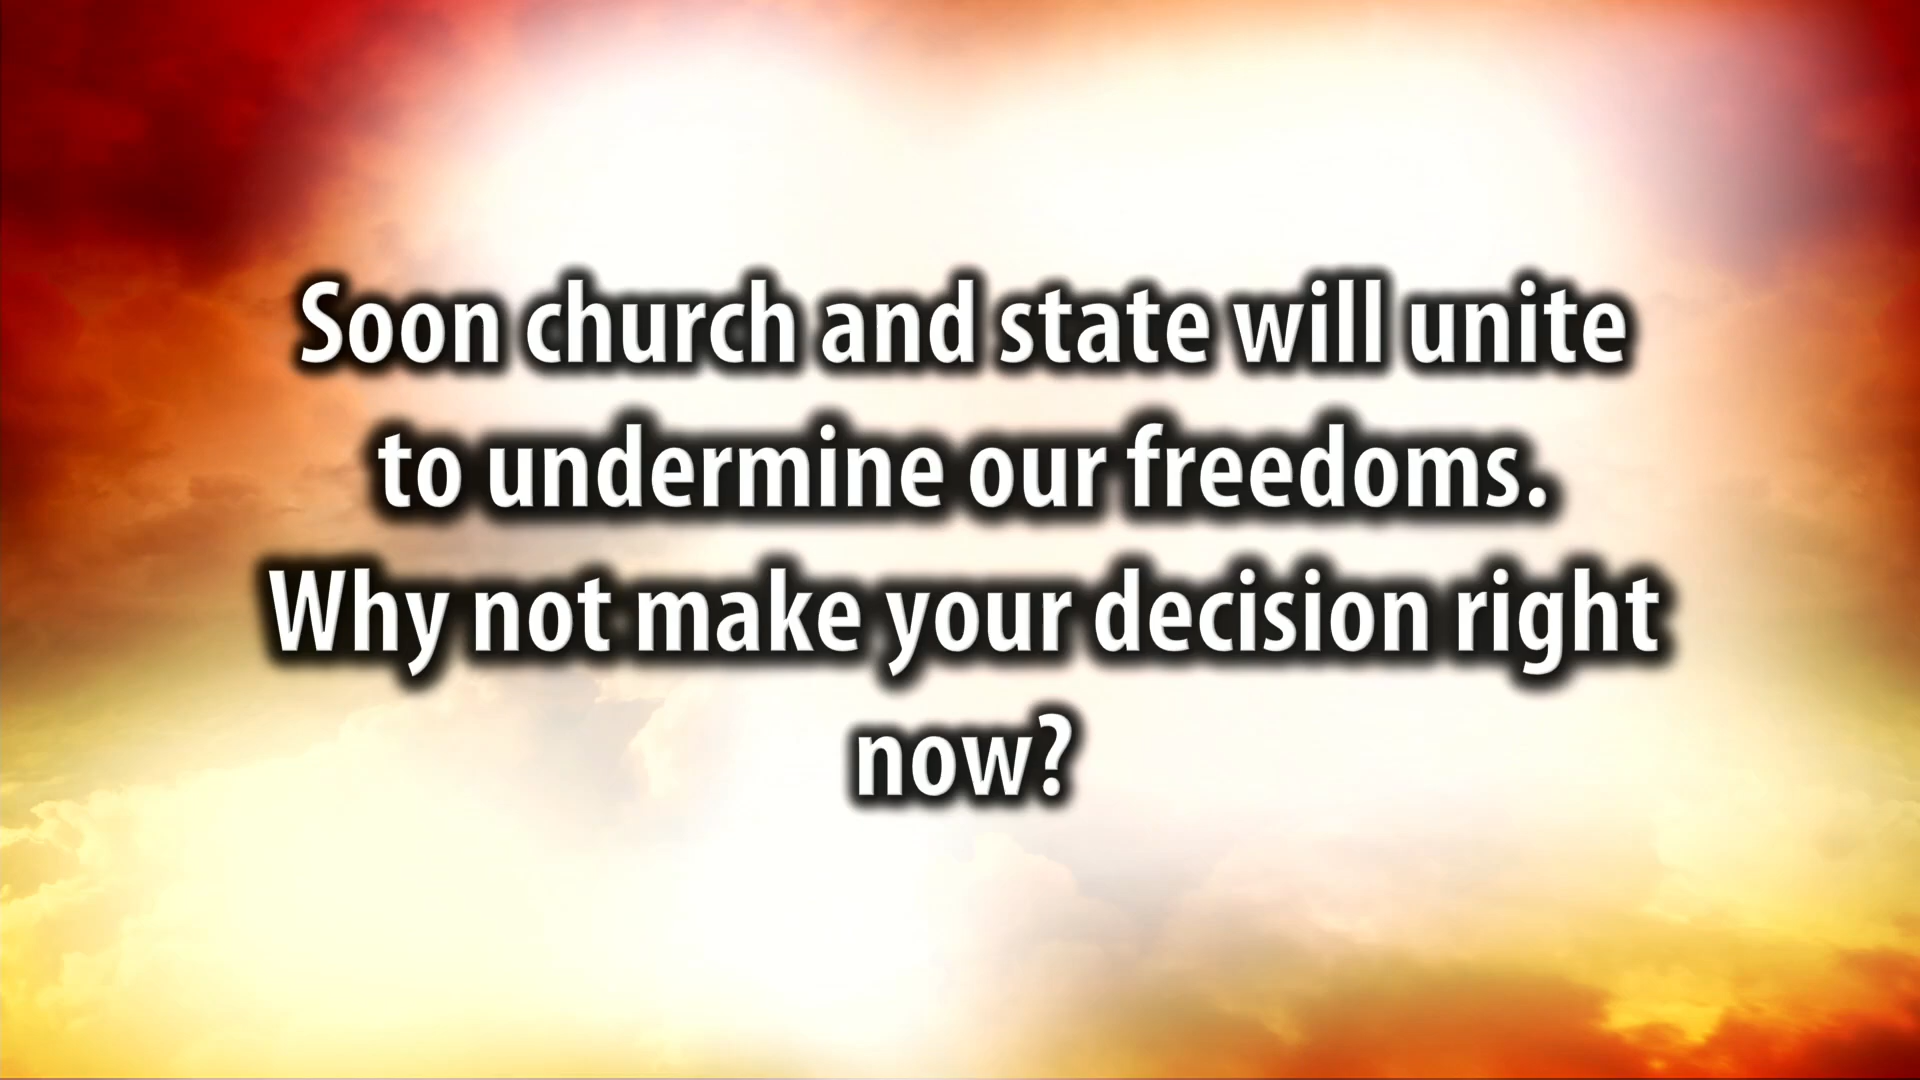 Soon church and state will unite
to undermine our freedoms.
Why not make your decision right
now?